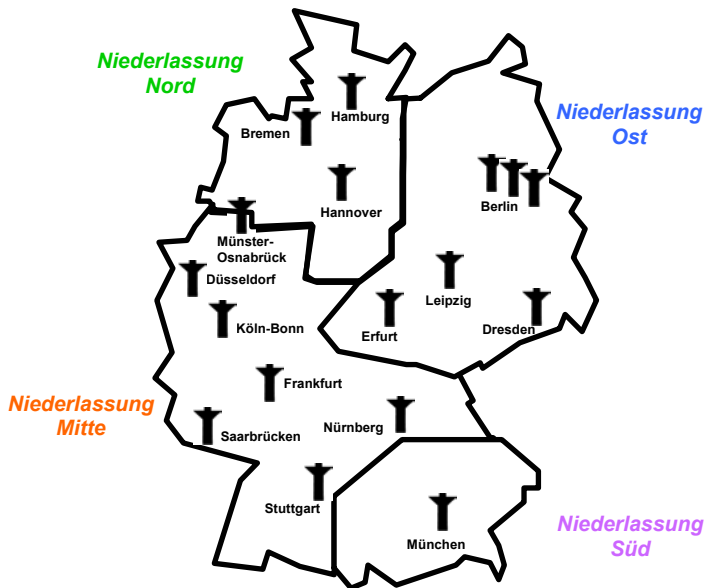 Niederlassung
Nord
Hamburg
Bremen
Niederlassung
Ost
Hannover
Berlin
Münster-
Osnabrück
Düsseldorf
Leipzig
Köln-Bonn
Erfurt
Dresden
Frankfurt
Niederlassung
Mitte
Nürnberg
Saarbrücken
Stuttgart
München
Niederlassung
Süd